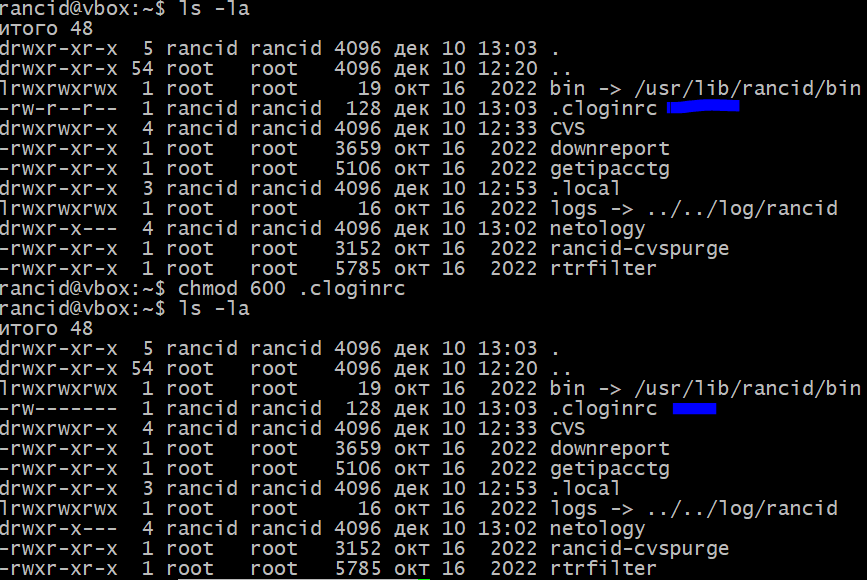 rancid@vbox:~$ ls -la
итого 48
drwxr-xr-x  5 rancid rancid 4096 дек 10 13:03 .
drwxr-xr-x 54 root   root   4096 дек 10 12:20 ..
lrwxrwxrwx  1 root   root     19 окт 16  2022 bin -> /usr/lib/rancid/bin
-rw-r--r--  1 rancid rancid  128 дек 10 13:03 .cloginrc
drwxrwxr-x  4 rancid rancid 4096 дек 10 12:33 CVS
-rwxr-xr-x  1 root   root   3659 окт 16  2022 downreport
-rwxr-xr-x  1 root   root   5106 окт 16  2022 getipacctg
drwxr-xr-x  3 rancid rancid 4096 дек 10 12:53 .local
lrwxrwxrwx  1 root   root     16 окт 16  2022 logs -> ../../log/rancid
drwxr-x---  4 rancid rancid 4096 дек 10 13:02 netology
-rwxr-xr-x  1 root   root   3152 окт 16  2022 rancid-cvspurge
-rwxr-xr-x  1 root   root   5785 окт 16  2022 rtrfilter
rancid@vbox:~$ chmod 600 .cloginrc
rancid@vbox:~$ ls -la
итого 48
drwxr-xr-x  5 rancid rancid 4096 дек 10 13:03 .
drwxr-xr-x 54 root   root   4096 дек 10 12:20 ..
lrwxrwxrwx  1 root   root     19 окт 16  2022 bin -> /usr/lib/rancid/bin
-rw-------  1 rancid rancid  128 дек 10 13:03 .cloginrc
drwxrwxr-x  4 rancid rancid 4096 дек 10 12:33 CVS
-rwxr-xr-x  1 root   root   3659 окт 16  2022 downreport
-rwxr-xr-x  1 root   root   5106 окт 16  2022 getipacctg
drwxr-xr-x  3 rancid rancid 4096 дек 10 12:53 .local
lrwxrwxrwx  1 root   root     16 окт 16  2022 logs -> ../../log/rancid
drwxr-x---  4 rancid rancid 4096 дек 10 13:02 netology
-rwxr-xr-x  1 root   root   3152 окт 16  2022 rancid-cvspurge
-rwxr-xr-x  1 root   root   5785 окт 16  2022 rtrfilter